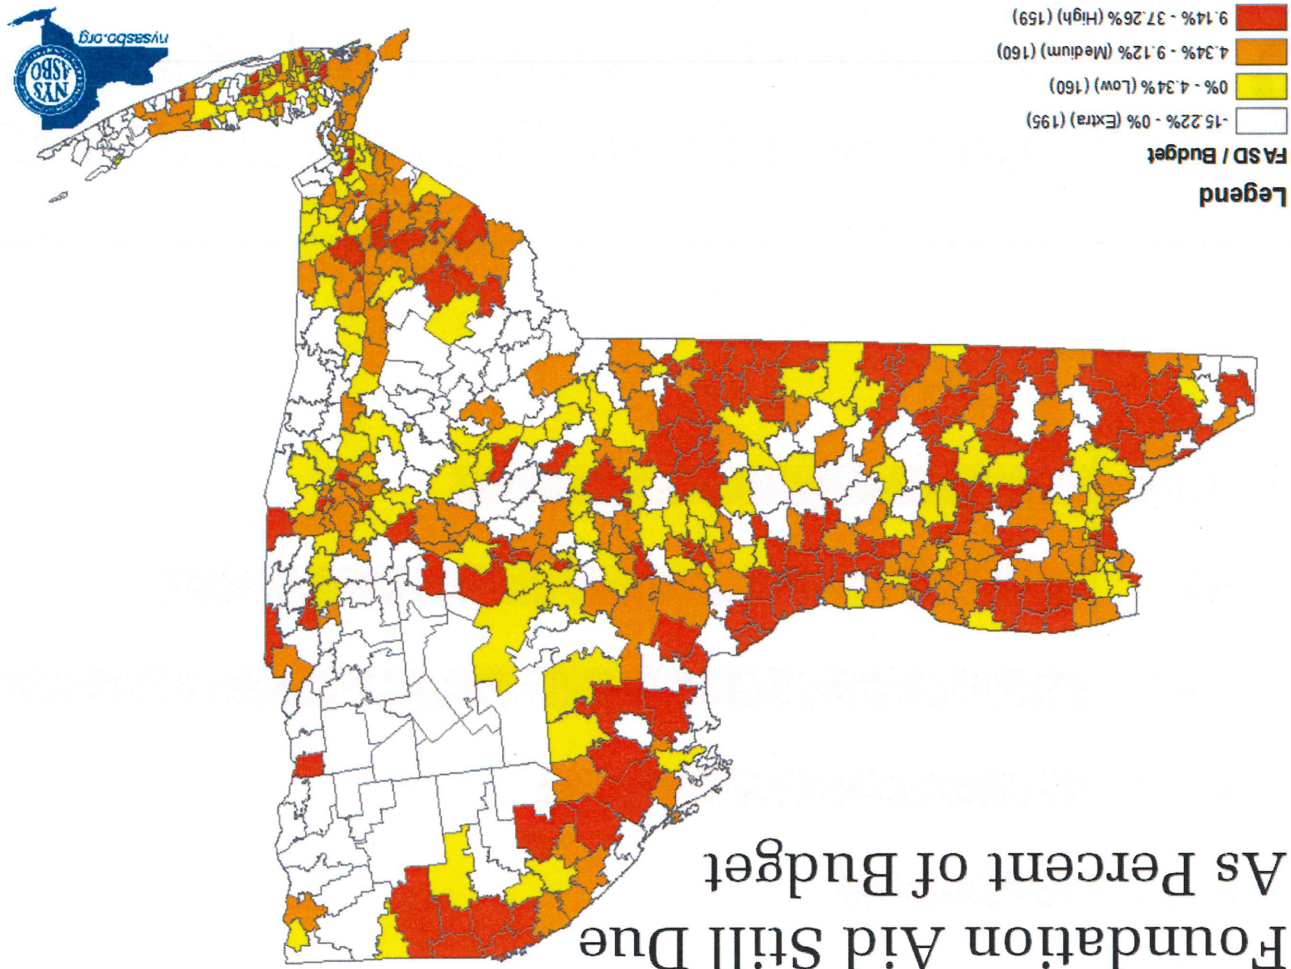 Foundation Aid Still Due
As Percent of Budget
Legend
FASD / Budget
-15.22% - 0% (Extra) (195)
0% - 4.34% (Low) (160)
4.34% - 9.12% (Medium) (160)
9.14% - 37.26% (High) (159)
NYS
ASBO
nysasbo.org